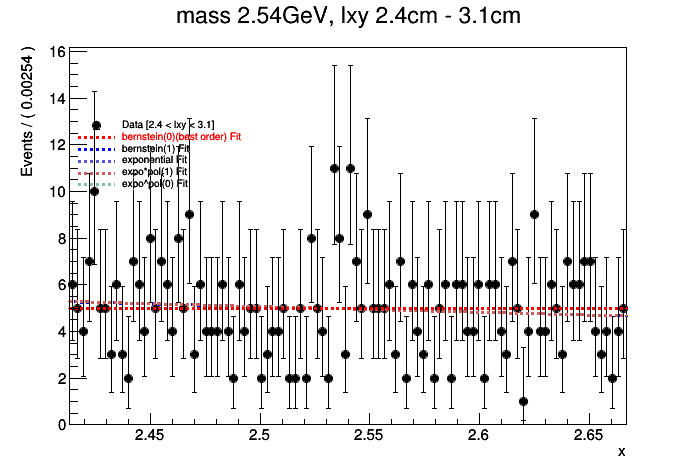 mass 2.54GeV, lxy 2.4cm - 3.1cm
Events / ( 0.00254 )
16
14
12
10
8
6
4
2
0
Data [2.4 < lxy < 3.1]
bernstein(0)(best order) Fit
bernstein(1) Fit
exponential Fit
expo*pol(1) Fit
expo^pol(0) Fit
2.45
2.5
2.55
2.6
2.65
x